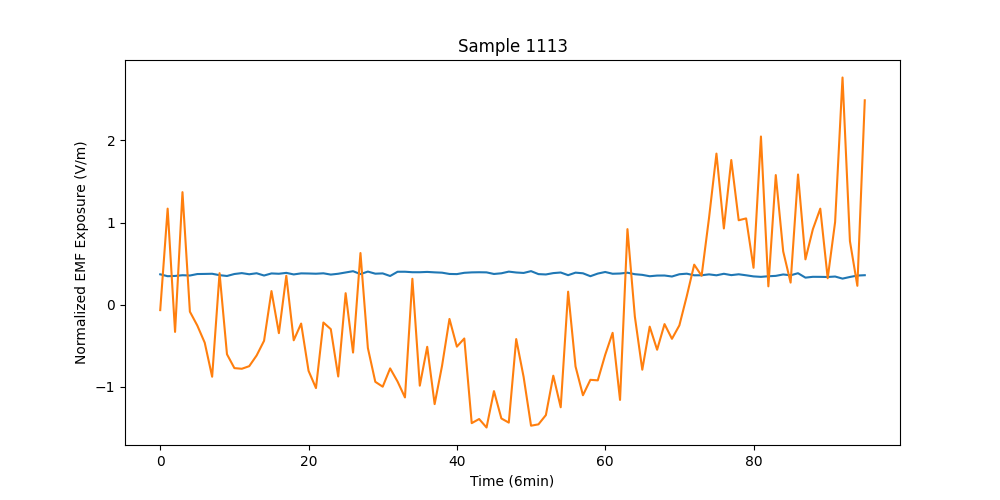 Sample 1113
Normalized EMF Exposure (V/m)
2
1
0
−1
0 20 40 60 80
Time (6min)